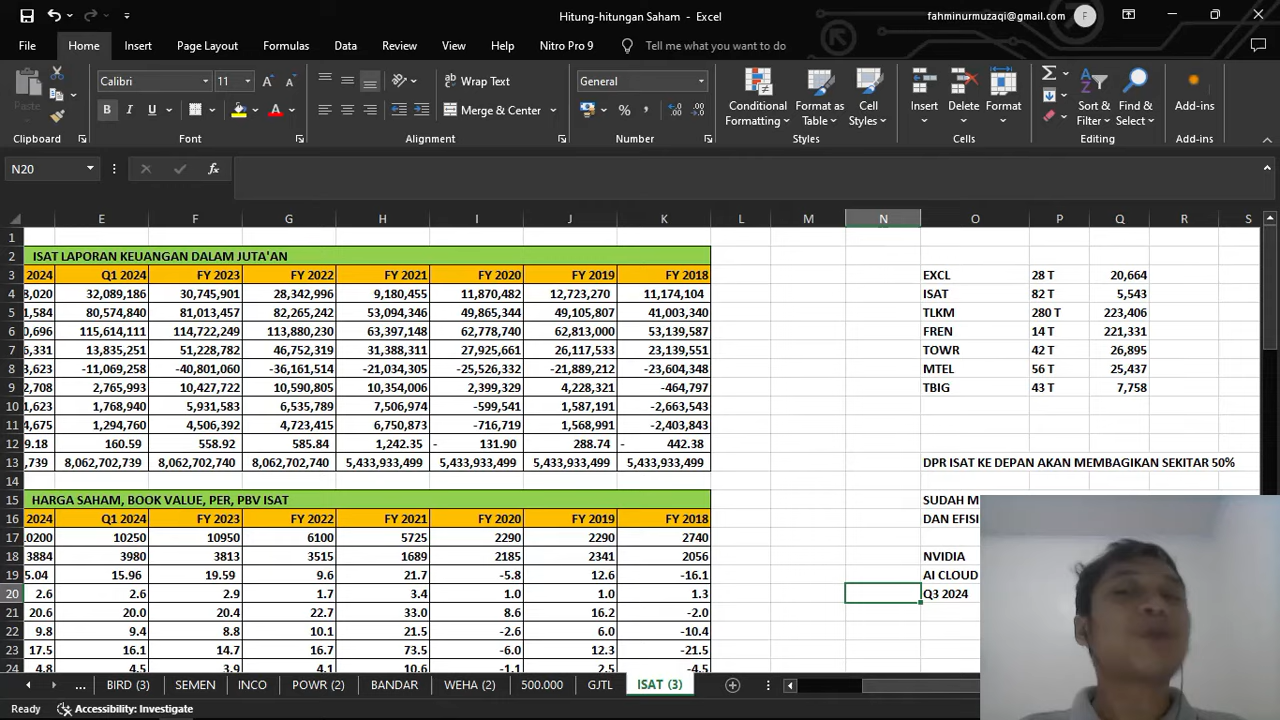 Hitung-hitungan Saham - Excel
fahminurmuzaqi@gmail.com F
File Home Insert Page Layout Formulas Data Review View Help Nitro Pro 9 Tell me what you want to do
Paste
Clipboard
Calibri 11
B I U A
Font
Wrap Text
Merge & Center
Alignment
General
%
Number
Conditional Formatting
Format as Table
Cell Styles
Styles
Insert
Delete
Format
Cells
Sort & Filter
Find & Select
Editing
Add-ins
Add-ins
N20 fx
E F G H I J K L M N O P Q R S
1
2 ISAT LAPORAN KEUANGAN DALAM JUTA'AN
3 2024 Q1 2024 FY 2023 FY 2022 FY 2021 FY 2020 FY 2019 FY 2018 EXCL 28 T 20,664
4 3,020 32,089,186 30,745,901 28,342,996 9,180,455 11,870,482 12,723,270 11,174,104 ISAT 82 T 5,543
5 1,584 80,574,840 81,013,457 82,265,242 53,094,346 49,865,344 49,105,807 41,003,340 TLKM 280 T 223,406
6 0,696 115,614,111 114,722,249 113,880,230 63,397,148 62,778,740 62,813,000 53,139,587 FREN 14 T 221,331
7 5,331 13,835,251 51,228,782 46,752,319 31,388,311 27,925,661 26,117,533 23,139,551 TOWR 42 T 26,895
8 3,623 -11,069,258 -40,801,060 -36,161,514 -21,034,305 -25,526,332 -21,889,212 -23,604,348 MTEL 56 T 25,437
9 2,708 2,765,993 10,427,722 10,590,805 10,354,006 2,399,329 4,228,321 -464,797 TBIG 43 T 7,758
10 1,623 1,768,940 5,931,583 6,535,789 7,506,974 -599,541 1,587,191 -2,663,543
11 4,675 1,294,760 4,506,392 4,723,415 6,750,873 -716,719 1,568,991 -2,403,843
12 9.18 160.59 558.92 585.84 1,242.35 - 131.90 288.74 - 442.38
13 ,739 8,062,702,739 8,062,702,739 8,062,702,740 5,433,933,499 5,433,933,499 5,433,933,499 5,433,933,499 DPR ISAT KE DEPAN AKAN MEMBAGIKAN SEKITAR 50%
14
15 HARGA SAHAM, BOOK VALUE, PER, PBV ISAT SUDAH M
16 2024 Q1 2024 FY 2023 FY 2022 FY 2021 FY 2020 FY 2019 FY 2018 DAN EFISI
17 0200 10250 10950 6100 5725 2290 2290 2740
18 3884 3980 3813 3515 1689 2185 2341 2056 NVIDIA
19 5.04 15.96 19.59 9.6 21.7 -5.8 12.6 -16.1 AI CLOUD
20 2.6 2.6 2.9 1.7 3.4 1.0 1.0 1.3 Q3 2024
21 20.6 20.0 20.4 22.7 33.0 8.6 16.2 -2.0
22 9.8 9.4 8.8 10.1 21.5 -2.6 6.0 -10.4
23 17.5 16.1 14.7 16.7 73.5 -6.0 12.3 -21.5
24 4.8 4.5 3.9 4.1 10.6 -1.1 2.5 -4.5
... BIRD (3) SEMEN INCO POWR (2) BANDAR WEHA (2) 500.000 GJTL ISAT (3)
Ready Accessibility: Investigate